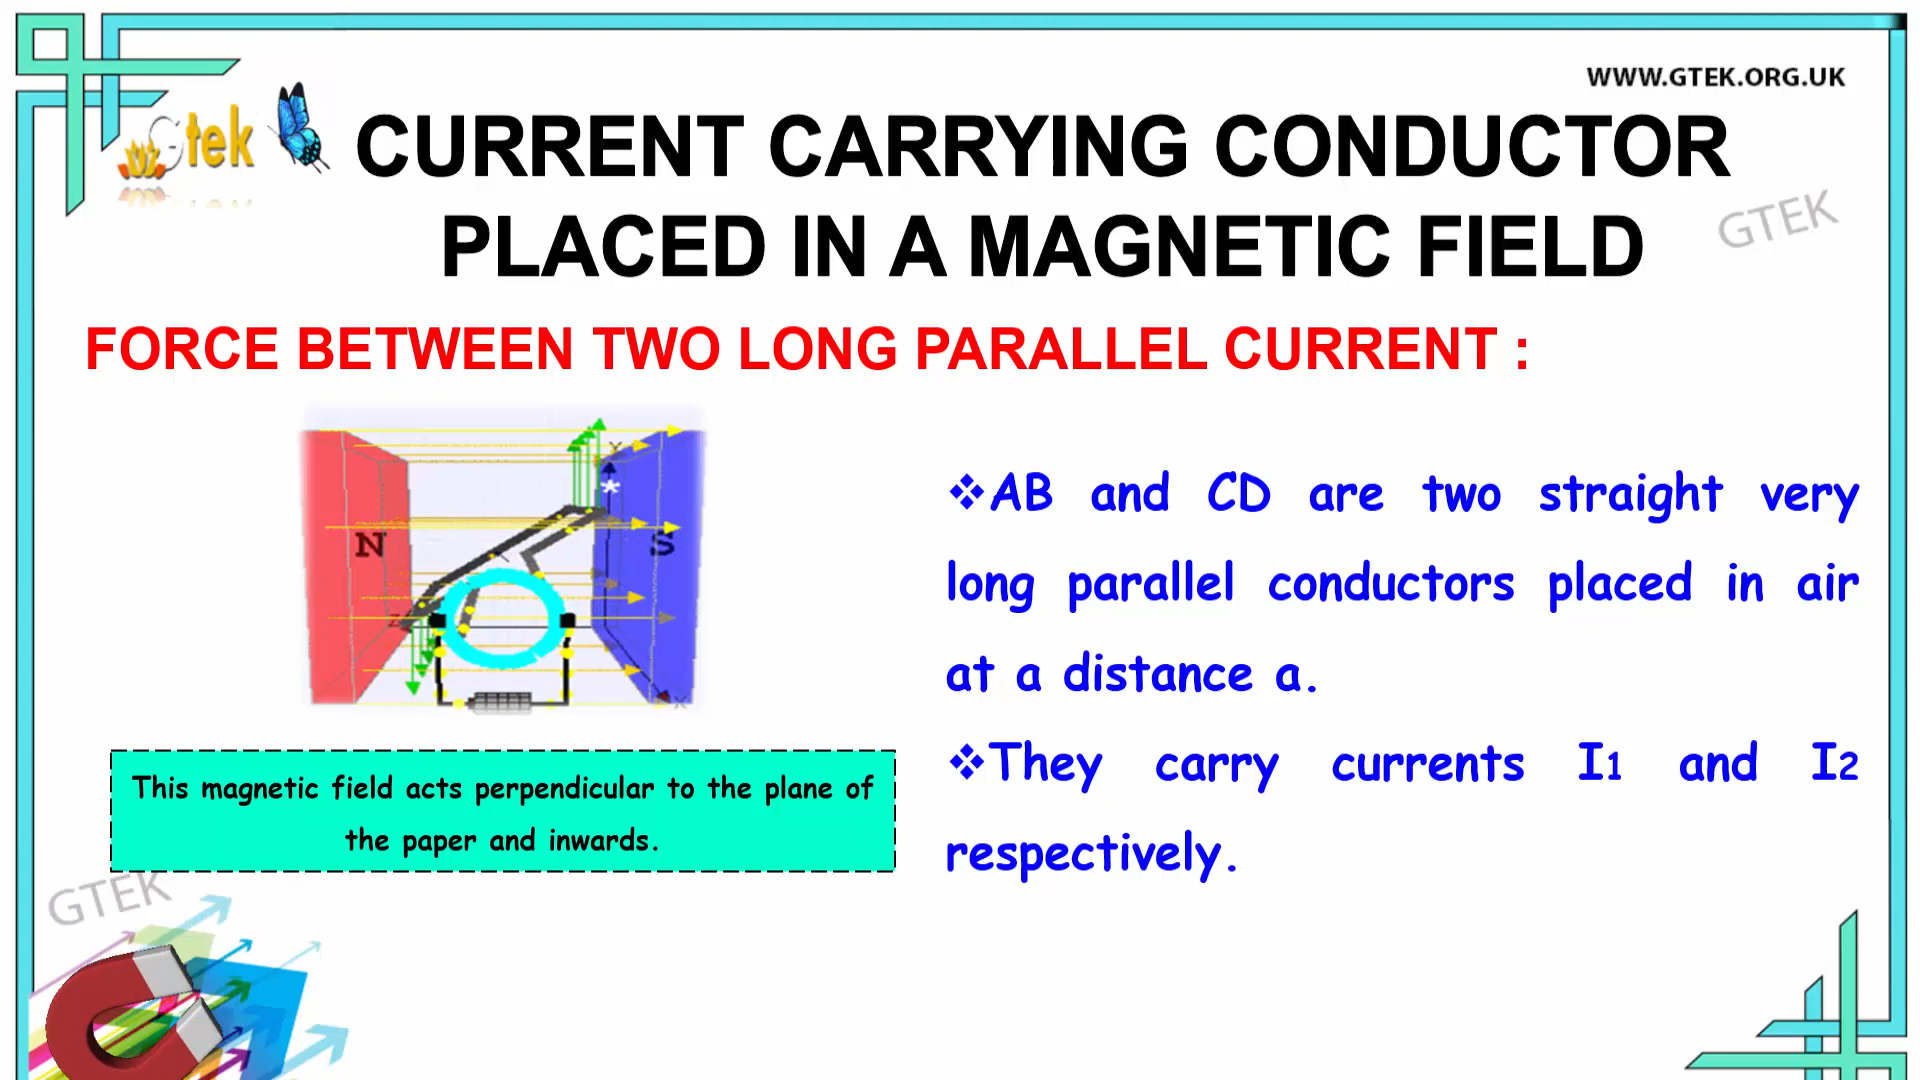 WWW.GTEK.ORG.UK
Gtek
CURRENT CARRYING CONDUCTOR
PLACED IN A MAGNETIC FIELD
GTEK
FORCE BETWEEN TWO LONG PARALLEL CURRENT :
Y
N
S
Z
X
❖AB and CD are two straight very
long parallel conductors placed in air
at a distance a.
❖They carry currents I1 and I2
respectively.
This magnetic field acts perpendicular to the plane of
the paper and inwards.
GTEK